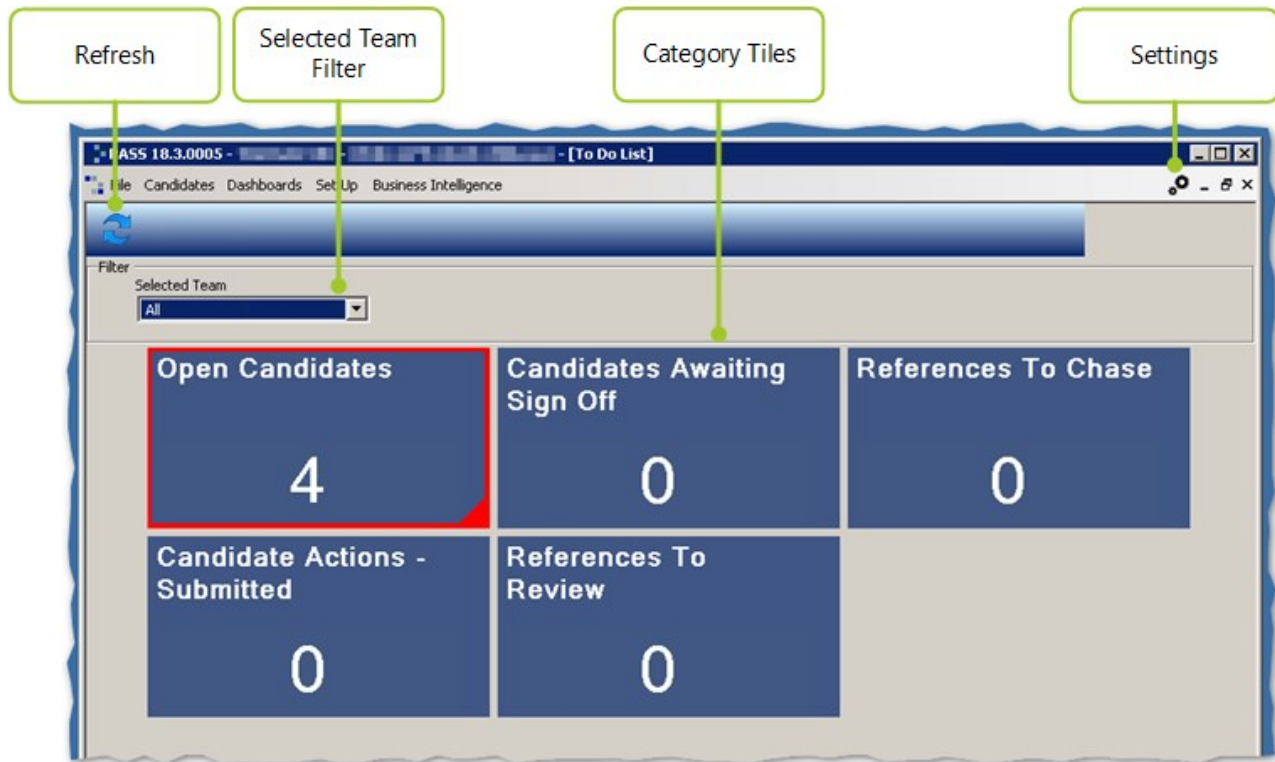 Refresh
Selected Team
Filter
Category Tiles
Settings
PASS 18.3.0005 - - - [To Do List]
File Candidates Dashboards Set Up Business Intelligence
Filter
Selected Team
All
Open Candidates
4
Candidates Awaiting
Sign Off
0
References To Chase
0
Candidate Actions -
Submitted
0
References To
Review
0